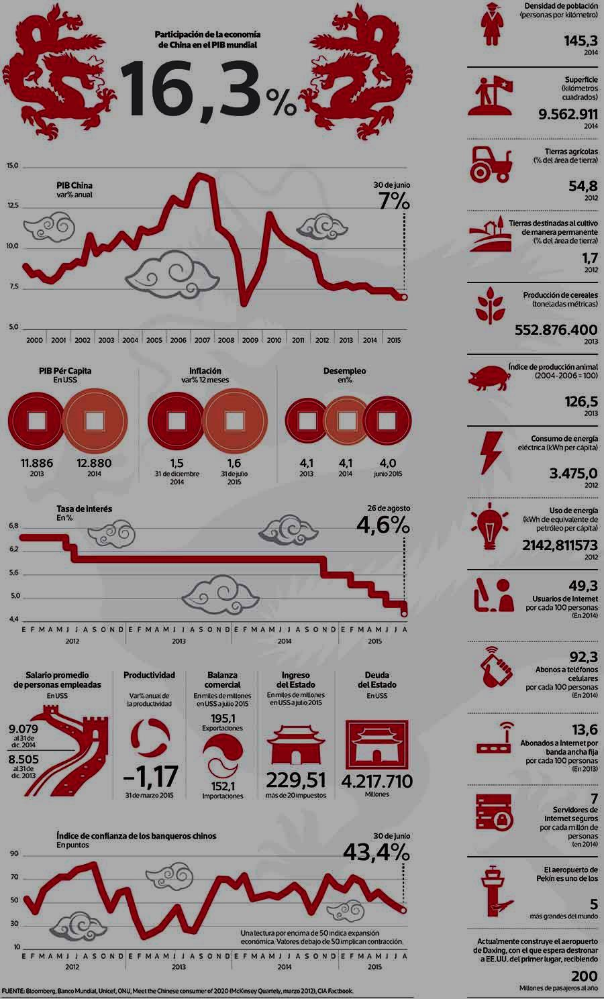 Participación de la economía
de China en el PIB mundial
16,3%
PIB China
var% anual
30 de junio
7%
15,0
12,5
10,0
7,5
5,0
2000 2001 2002 2003 2004 2005 2006 2007 2008 2009 2010 2011 2012 2013 2014 2015
PIB Pér Capita
En US$
11.886
2013
12.880
2014
Inflación
var% 12 meses
1,5
31 de diciembre
2014
1,6
31 de julio
2015
Desempleo
en%
4,1
2013
4,1
2014
4,0
junio 2015
Tasa de interés
En %
26 de agosto
4,6%
6,8
6,2
5,6
5,0
4,4
E F M A M J J A S O N D E F M A M J J A S O N D E F M A M J J A S O N D E F M A M J J A
2012 2013 2014 2015
Salario promedio
de personas empleadas
En US$
9.079
al 31 de
dic. 2014
8.505
al 31 de
dic. 2013
Productividad
Var% anual de
la productividad
-1,17
31 de marzo 2015
Balanza
comercial
En miles de millones
en US$ a julio 2015
195,1
Exportaciones
152,1
Importaciones
Ingreso
del Estado
En miles de millones
en US$ a julio 2015
229,51
más de 20 impuestos
Deuda
del Estado
En US$
4.217.710
Millones
Índice de confianza de los banqueros chinos
En puntos
30 de junio
43,4%
90
70
50
30
10
Una lectura por encima de 50 indica expansión
económica. Valores debajo de 50 implican contracción.
E F M A M J J A S O N D E F M A M J J A S O N D E F M A M J J A S O N D E F M A M J J A
2012 2013 2014 2015
FUENTE: Bloomberg, Banco Mundial, Unicef, ONU, Meet the Chinese consumer of 2020 (McKinsey Quartely, marzo 2012), CIA Factbook.
Densidad de población
(personas por kilómetro)
145,3
2014
Superficie
(kilómetros
cuadrados)
9.562.911
2014
Tierras agrícolas
(% del área de tierra)
54,8
2012
Tierras destinadas al cultivo
de manera permanente
(% del área de tierra)
1,7
2012
Producción de cereales
(toneladas métricas)
552.876.400
2013
Índice de producción animal
(2004-2006 = 100)
126,5
2013
Consumo de energía
eléctrica (kWh per cápita)
3.475,0
2012
Uso de energía
(kWh de equivalente de
petróleo per cápita)
2142,811573
2012
49,3
Usuarios de Internet
por cada 100 personas
(En 2014)
92,3
Abonos a teléfonos
celulares
por cada 100 personas
(En 2014)
13,6
Abonados a Internet por
banda ancha fija
por cada 100 personas
(En 2013)
7
Servidores de
Internet seguros
por cada millón de
personas
(en 2014)
El aeropuerto de
Pekín es uno de los
5
más grandes del mundo
Actualmente construye el aeropuerto
de Daxing, con el que espera destronar
a EE.UU. del primer lugar, recibiendo
200
Millones de pasajeros al año